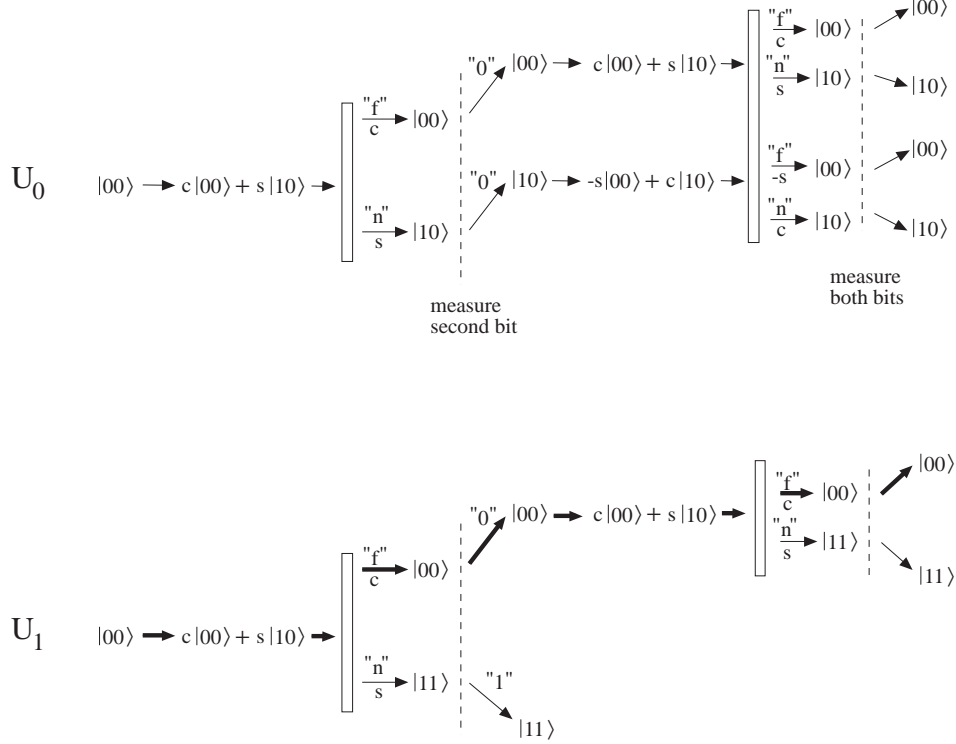 U_0
|00⟩
c|00⟩ + s|10⟩
"f"
c
|00⟩
"n"
s
|10⟩
"0"
|00⟩
c|00⟩ + s|10⟩
"0"
|10⟩
-s|00⟩ + c|10⟩
measure
second bit
"f"
c
|00⟩
"n"
s
|10⟩
"f"
-s
|00⟩
"n"
c
|10⟩
|00⟩
|10⟩
|00⟩
|10⟩
measure
both bits
U_1
|00⟩
c|00⟩ + s|10⟩
"f"
c
|00⟩
"n"
s
|11⟩
"0"
|00⟩
c|00⟩ + s|10⟩
"1"
|11⟩
"f"
c
|00⟩
"n"
s
|11⟩
|00⟩
|11⟩